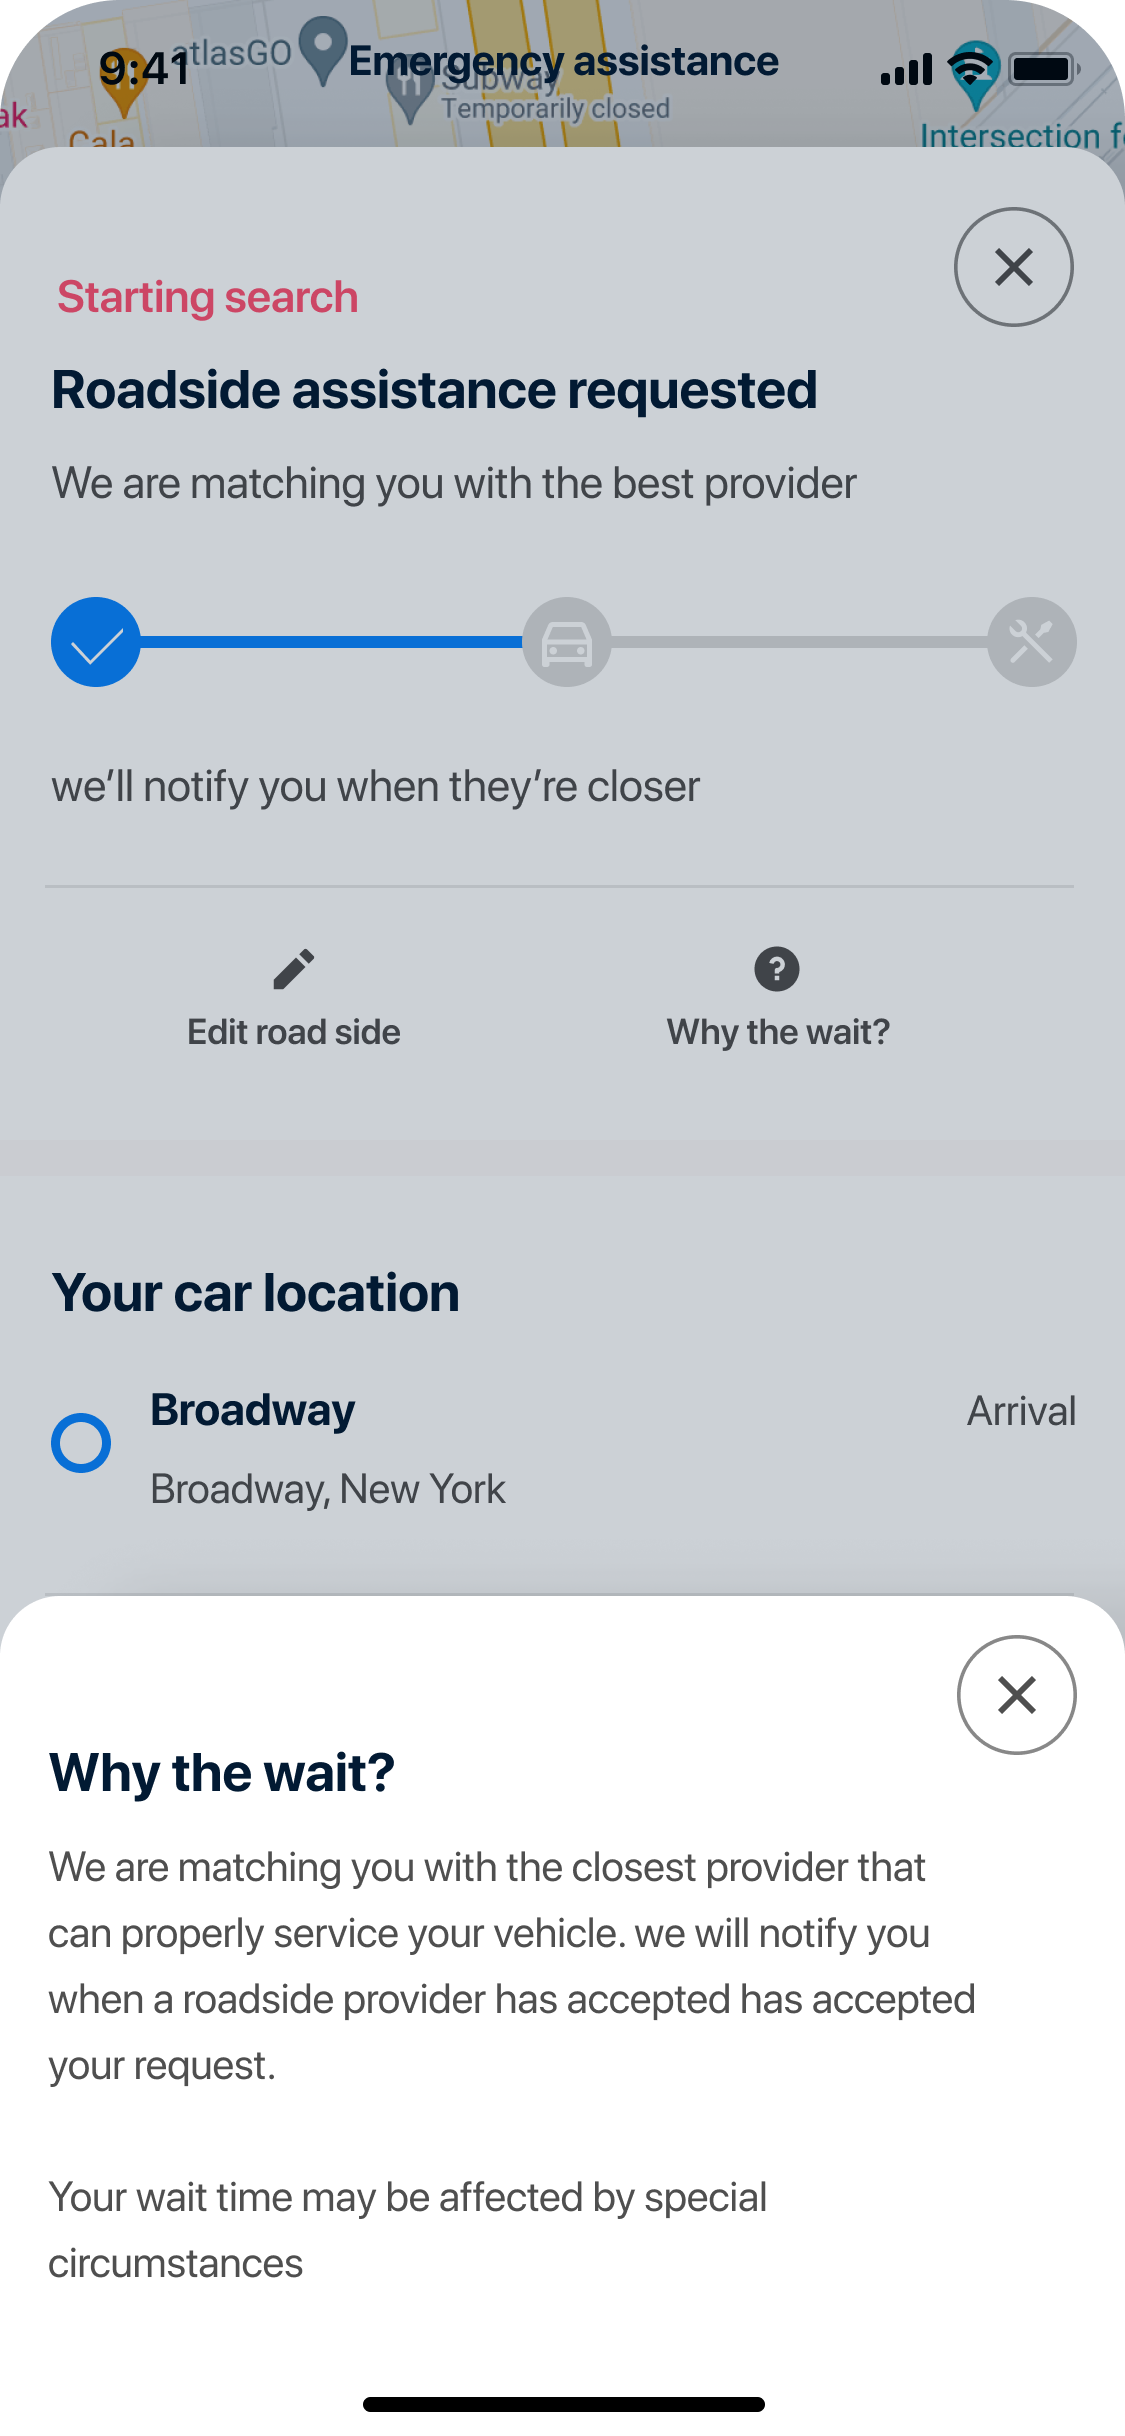 atlasGO
9:41
Emergency assistance
Subway
Temporarily closed
ak
Cala
Intersection f
Starting search
Roadside assistance requested
We are matching you with the best provider
we’ll notify you when they’re closer
Edit road side
Why the wait?
Your car location
Broadway
Arrival
Broadway, New York
Why the wait?
We are matching you with the closest provider that
can properly service your vehicle. we will notify you
when a roadside provider has accepted has accepted
your request.
Your wait time may be affected by special
circumstances